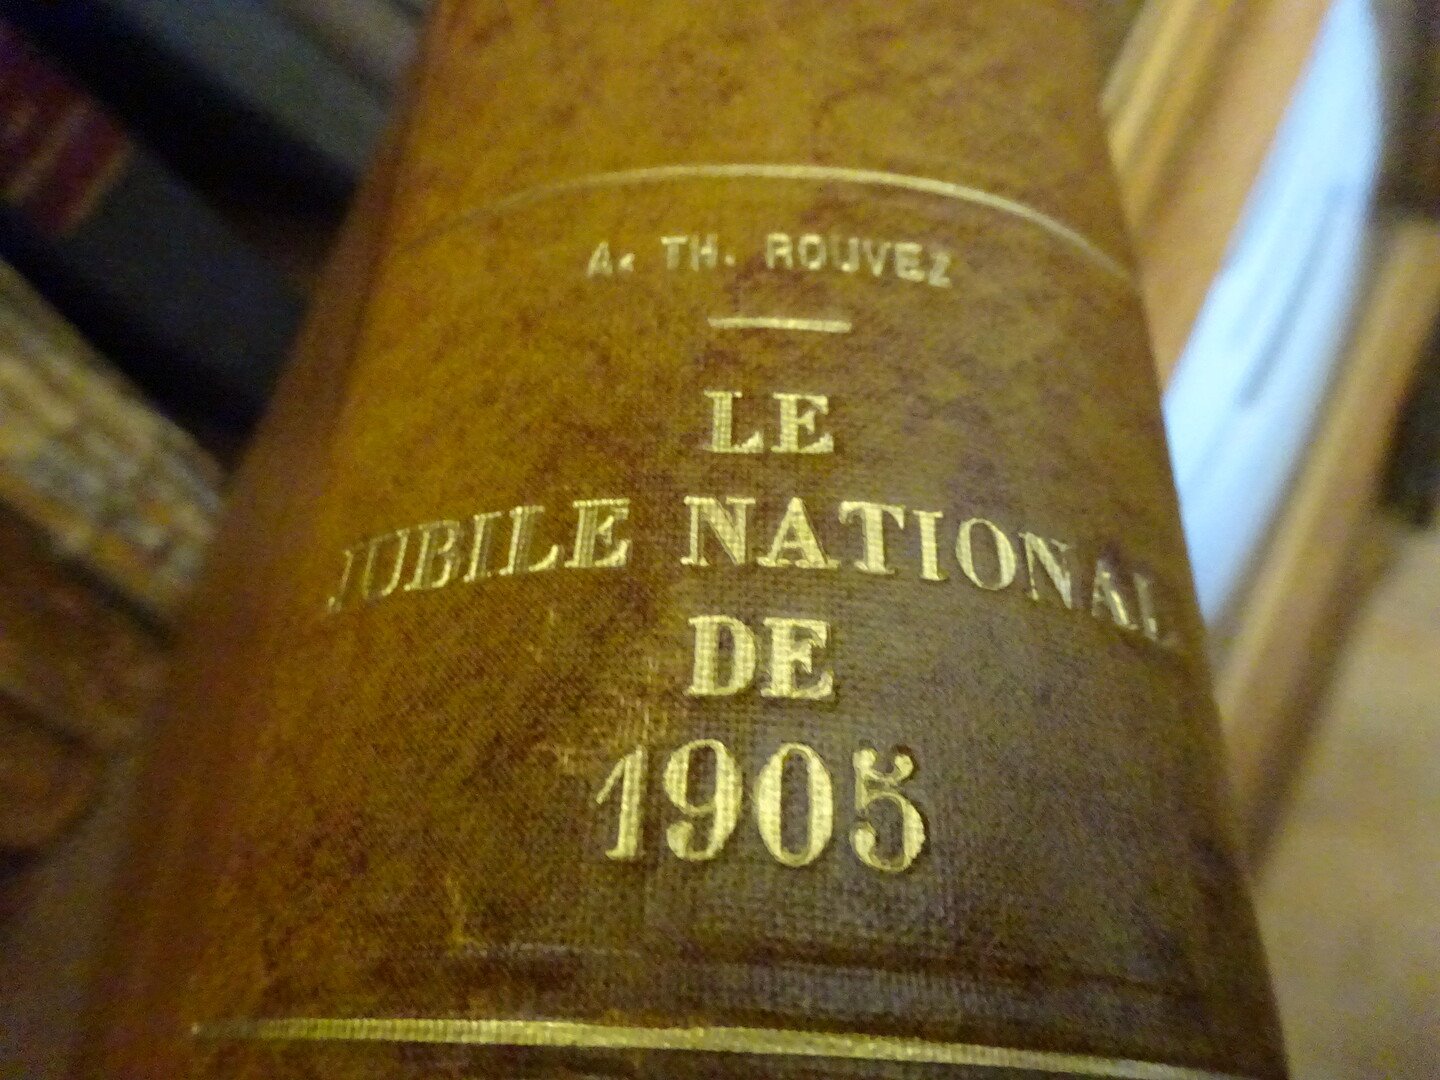 A. TH. ROUVEZ
LE
JUBILE NATIONAL
DE
1905